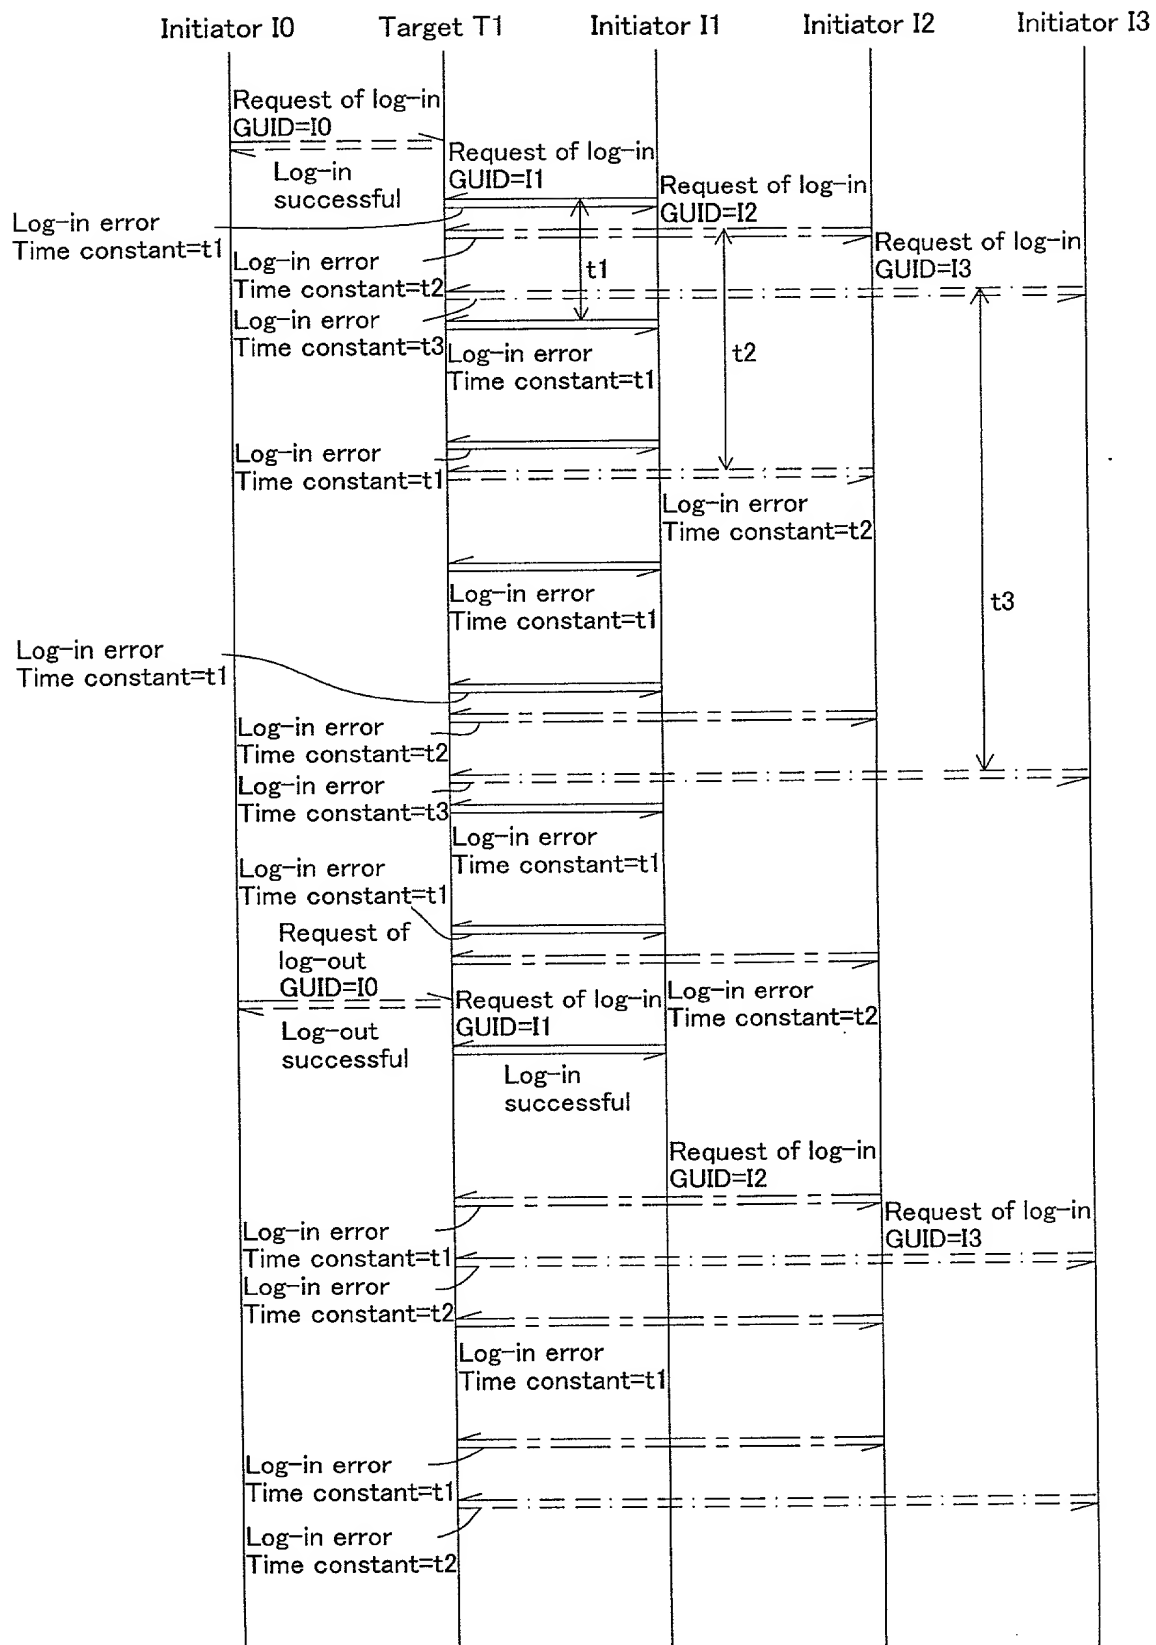 Initiator I0
Target T1
Initiator I1
Initiator I2
Initiator I3
Request of log-in
GUID=I0
Log-in
successful
Request of log-in
GUID=I1
Request of log-in
GUID=I2
Log-in error
Time constant=t1
Request of log-in
GUID=I3
Log-in error
Time constant=t2
t1
Log-in error
Time constant=t3
Log-in error
Time constant=t1
t2
Log-in error
Time constant=t1
Log-in error
Time constant=t2
Log-in error
Time constant=t1
t3
Log-in error
Time constant=t1
Log-in error
Time constant=t2
Log-in error
Time constant=t3
Log-in error
Time constant=t1
Log-in error
Time constant=t1
Request of
log-out
GUID=I0
Log-out
successful
Request of log-in
GUID=I1
Log-in error
Time constant=t2
Log-in
successful
Request of log-in
GUID=I2
Request of log-in
GUID=I3
Log-in error
Time constant=t1
Log-in error
Time constant=t2
Log-in error
Time constant=t1
Log-in error
Time constant=t1
Log-in error
Time constant=t2